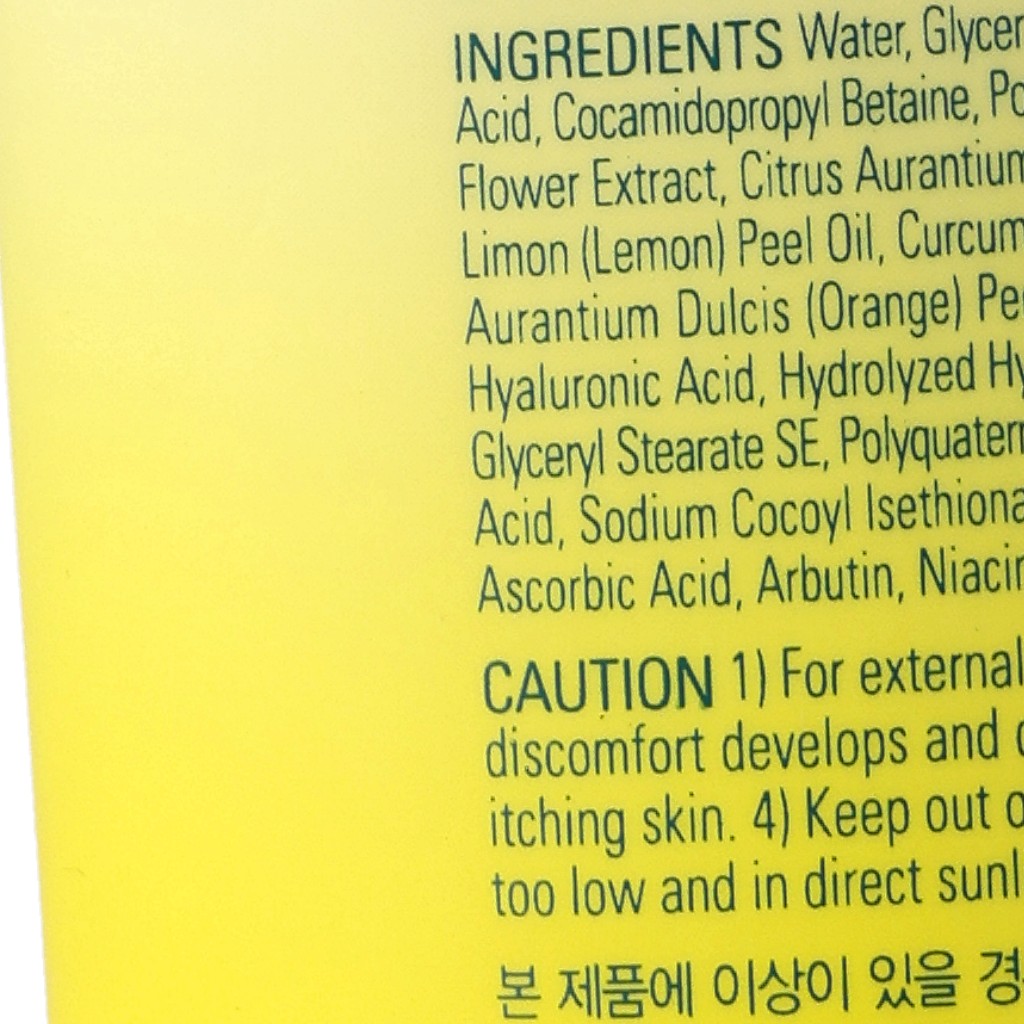 INGREDIENTS Water, Glycer
Acid, Cocamidopropyl Betaine, Po
Flower Extract, Citrus Aurantium
Limon (Lemon) Peel Oil, Curcum
Aurantium Dulcis (Orange) Pe
Hyaluronic Acid, Hydrolyzed Hy
Glyceryl Stearate SE, Polyquatern
Acid, Sodium Cocoyl Isethiona
Ascorbic Acid, Arbutin, Niacin
CAUTION 1) For external
discomfort develops and
itching skin. 4) Keep out o
too low and in direct sunl
본 제품에 이상이 있을 경